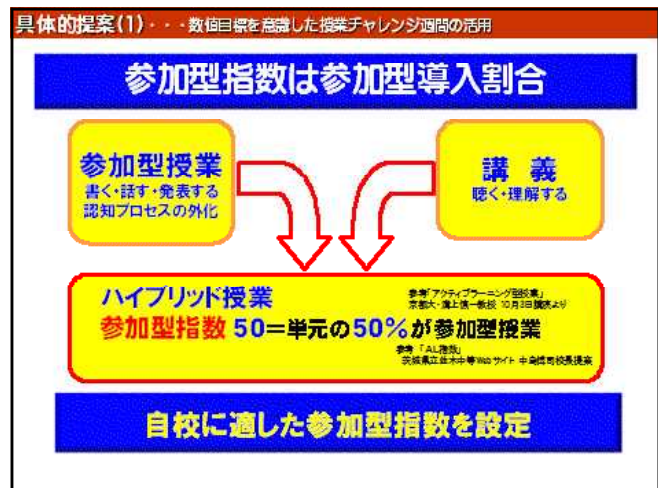 具体的提案(1)・・・数値目標を意識した授業チャレンジ週間の活用
参加型指数は参加型導入割合
参加型授業
書く・話す・発表する
認知プロセスの外化
講 義
聴く・理解する
ハイブリッド授業
参考「アクティブラーニング型授業」
京都大・溝上慎一教授 10月3日講演より
参加型指数 50=単元の50%が参加型授業
参考 「AL指数」
茨城県立並木中等Webサイト 中島博司校長提案
自校に適した参加型指数を設定